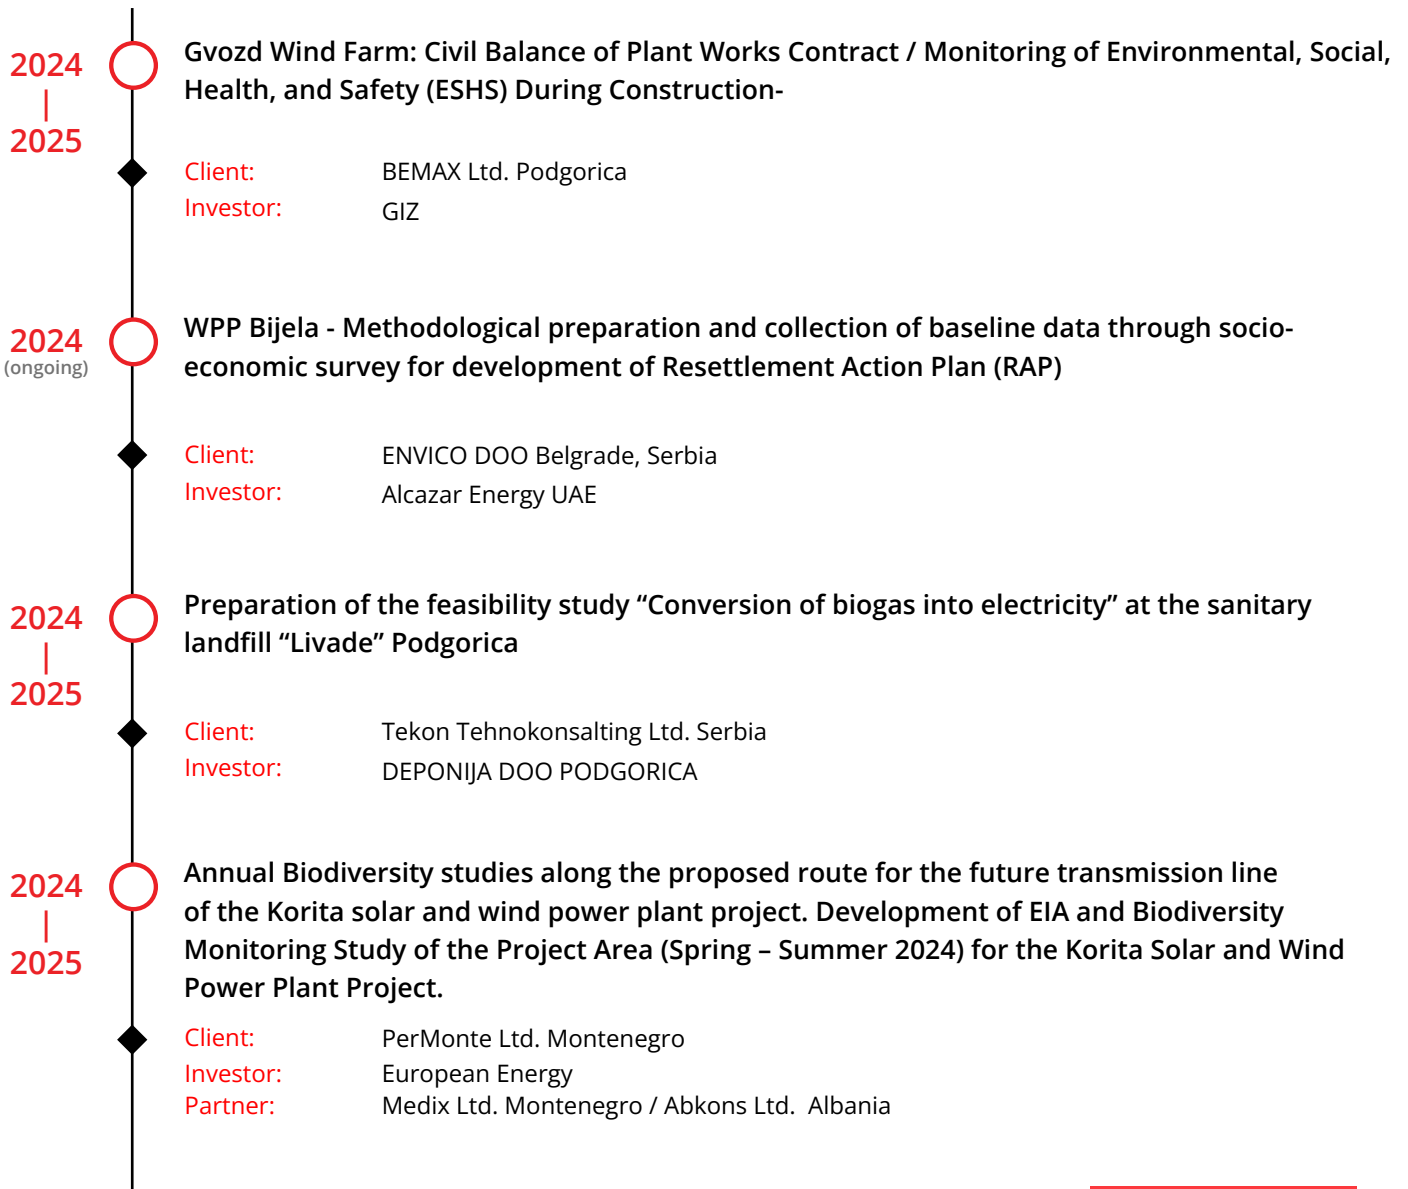 2024
|
2025
Gvozd Wind Farm: Civil Balance of Plant Works Contract / Monitoring of Environmental, Social,
Health, and Safety (ESHS) During Construction-
Client: BEMAX Ltd. Podgorica
Investor: GIZ
2024
(ongoing)
WPP Bijela - Methodological preparation and collection of baseline data through socio-
economic survey for development of Resettlement Action Plan (RAP)
Client: ENVICO DOO Belgrade, Serbia
Investor: Alcazar Energy UAE
2024
|
2025
Preparation of the feasibility study “Conversion of biogas into electricity” at the sanitary
landfill “Livade” Podgorica
Client: Tekon Tehnokonsalting Ltd. Serbia
Investor: DEPONIJA DOO PODGORICA
2024
|
2025
Annual Biodiversity studies along the proposed route for the future transmission line
of the Korita solar and wind power plant project. Development of EIA and Biodiversity
Monitoring Study of the Project Area (Spring – Summer 2024) for the Korita Solar and Wind
Power Plant Project.
Client: PerMonte Ltd. Montenegro
Investor: European Energy
Partner: Medix Ltd. Montenegro / Abkons Ltd.  Albania